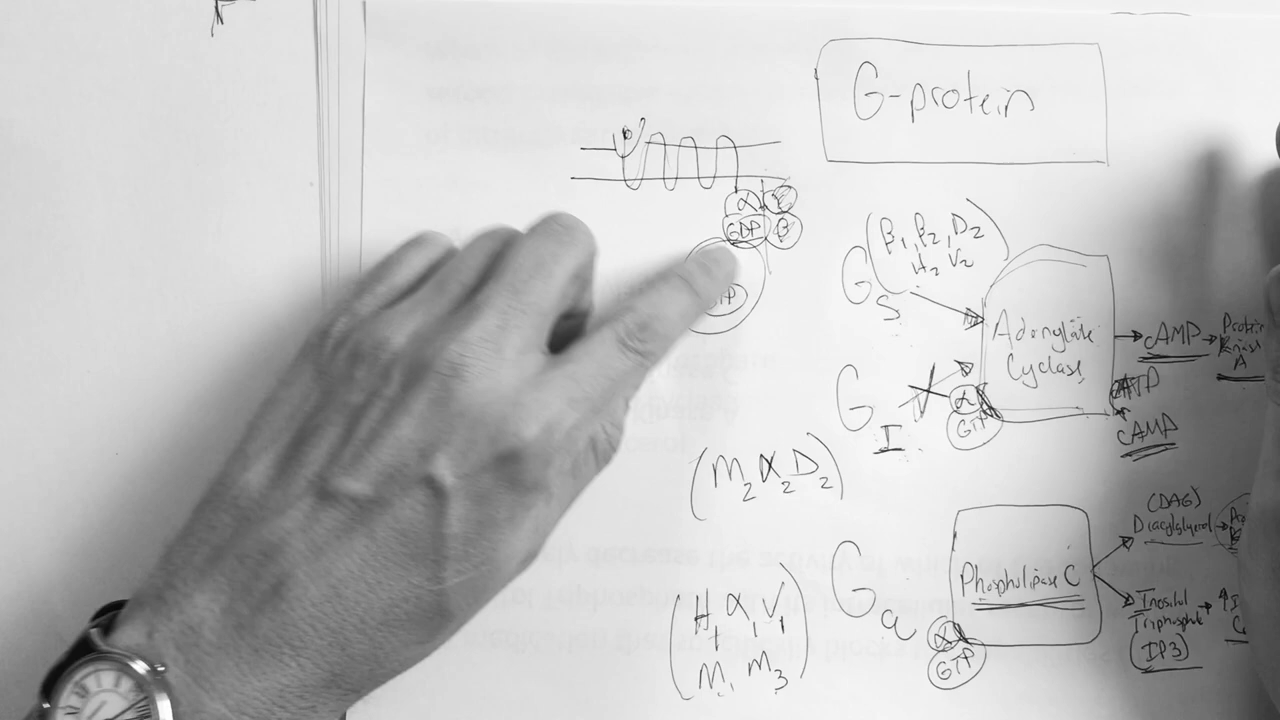 G-protein
α γ
GDP β
(β1, β2, D2
H2 V2)
GS
Adenylate
Cyclase
cAMP → Protein
Kinase
A
ATP
cAMP
GI
α
GTP
(M2 α2 D2)
(DAG)
Diacylglycerol
Phospholipase C
Gq
Inositol
Triphosphate
(IP3)
↑I
C
α
GTP
(H1 α1 V1
M1 M3)